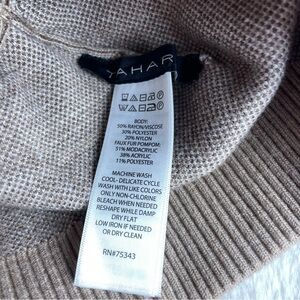 YAHAR
BODY:
50% RAYON/VISCOSE
30% POLYESTER
20% NYLON
FAUX FUR POMPOM:
51% MODACRYLIC
38% ACRYLIC
11% POLYESTER
MACHINE WASH
COOL- DELICATE CYCLE
WASH WITH LIKE COLORS
ONLY NON-CHLORINE
BLEACH WHEN NEEDED
RESHAPE WHILE DAMP
DRY FLAT
LOW IRON IF NEEDED
OR DRY CLEAN
RN#75343